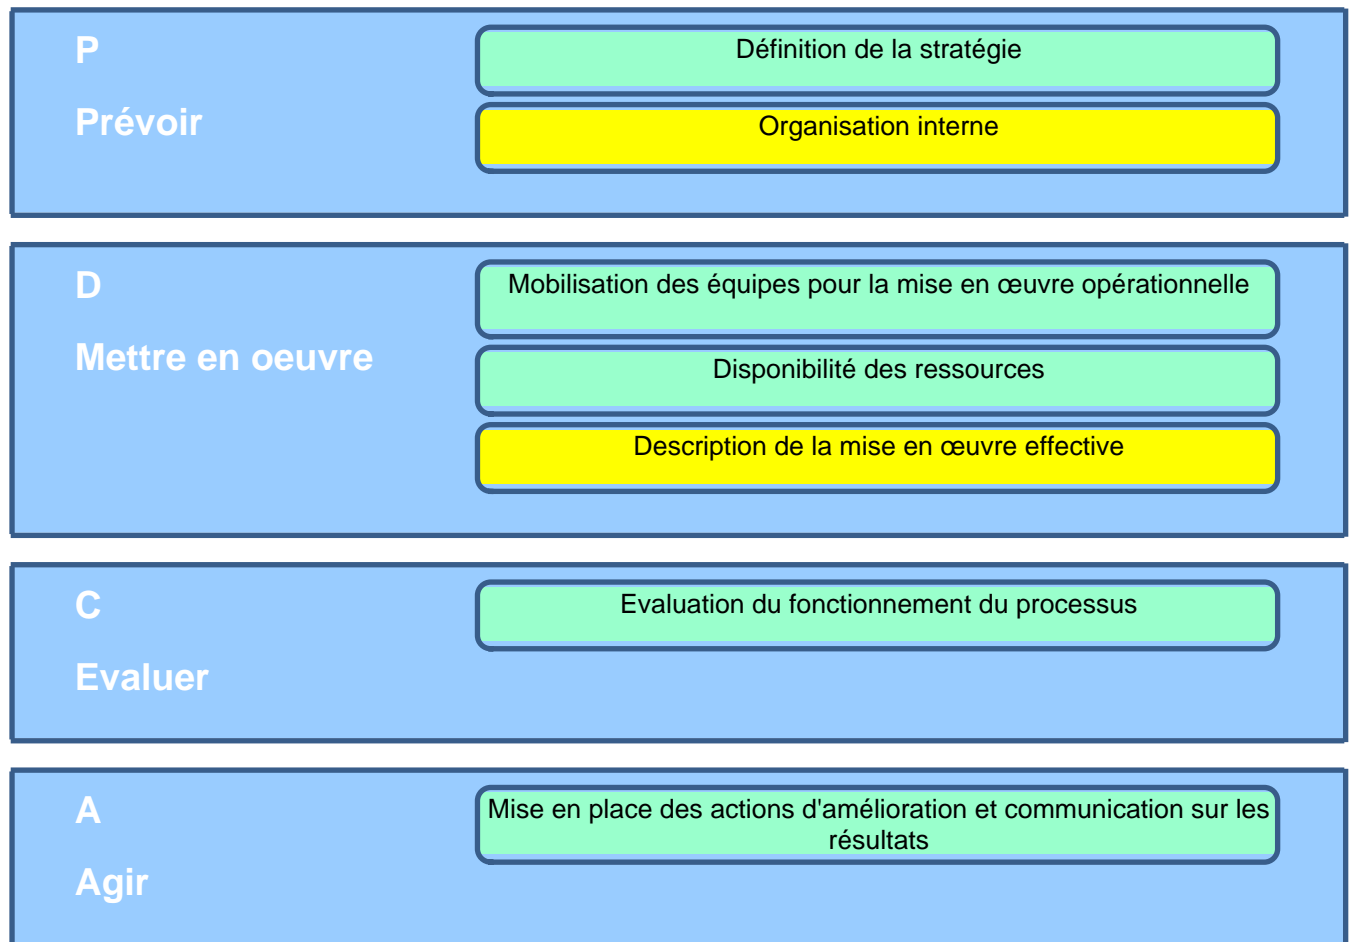 P
Définition de la stratégie
Prévoir
Organisation interne
D
Mobilisation des équipes pour la mise en œuvre opérationnelle
Mettre en oeuvre
Disponibilité des ressources
Description de la mise en œuvre effective
C
Evaluation du fonctionnement du processus
Evaluer
A
Mise en place des actions d'amélioration et communication sur les
résultats
Agir